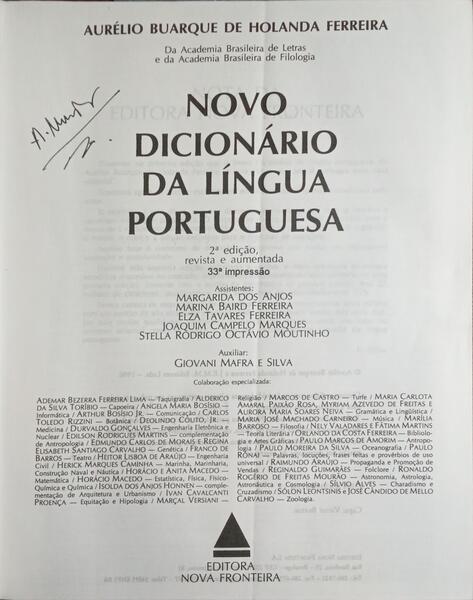 AURÉLIO BUARQUE DE HOLANDA FERREIRA
Da Academia Brasileira de Letras
e da Academia Brasileira de Filologia
NOVO
DICIONÁRIO
DA LÍNGUA
PORTUGUESA
2ª edição,
revista e aumentada
33ª impressão
Assistentes:
MARGARIDA DOS ANJOS
MARINA BAIRD FERREIRA
ELZA TAVARES FERREIRA
JOAQUIM CAMPELO MARQUES
STELLA RODRIGO OCTÁVIO MOUTINHO
Auxiliar:
GIOVANI MAFRA E SILVA
Colaboração especializada:
ADEMAR BEZERRA FERREIRA LIMA — Taquigrafia / ALDERICO
DA SILVA TORÍBIO — Capoeira / ANGELA MARIA BOSÍSIO —
Filatelia / ARTHUR BOSÍSIO JR. — Comunicação / CARLOS
TOLEDO RIZZINI — Botânica / DEOLINDO COUTO, JR. —
Medicina / DURVALDO GONÇALVES — Engenharia Eletrônica e
Nuclear / EDÍSON RODRIGUES MARTINS — complementação
de Antropologia / EDMUNDO CARLOS DE MORAIS E REGINA
ELISABETH SANTIAGO CARVALHO — Genética / FRANCO DE
BARROS — Teatro / HEITOR LISBOA DE ARAÚJO — Engenharia
Civil / HERICK MARQUES CAMINHA — Marinha, Marinharia,
Construção Naval e Náutica / HORÁCIO E ANITA MACEDO —
Matemática / HORÁCIO MACEDO — Estatística, Física, Físico-
Química e Química / ISOLDA DOS ANJOS HONNEN — comple-
mentação de Arquitetura e Urbanismo / IVAN CAVALCANTI
PROENÇA — Equitação e Hipologia / MARÇAL VERSIANI —
Religião / MARCOS DE CASTRO — Turfe / MARIA CARLOTA
AMARAL PAIXÃO ROSA, MYRIAM AZEVEDO DE FREITAS E
AURORA MARIA SOARES NEIVA — Gramática e Lingüística /
MARIA JOSÉ MACHADO CARNEIRO — Música / MARÍLIA
BARROSO — Filosofia / NELY VALADARES E FÁTIMA MARTINS
— Teoria Literária / ORLANDO DA COSTA FERREIRA — Bibliolo-
gia e Artes Gráficas / PAULO MARCOS DE AMORIM — Antropo-
logia / PAULO MOREIRA DA SILVA — Oceanografia / PAULO
RÓNAI — Palavras, locuções, frases feitas e provérbios de uso
universal / RAIMUNDO ARAÚJO — Propaganda e Promoção de
Vendas / REGINALDO GUIMARÃES — Folclore / RONALDO
ROGÉRIO DE FREITAS MOURÃO — Astronomia, Astrologia,
Astronáutica e Cosmologia / SÍLVIO ALVES — Charadismo e
Cruzadismo / SÓLON LEONTSINIS E JOSÉ CÂNDIDO DE MELLO
CARVALHO — Zoologia.
EDITORA
NOVA FRONTEIRA